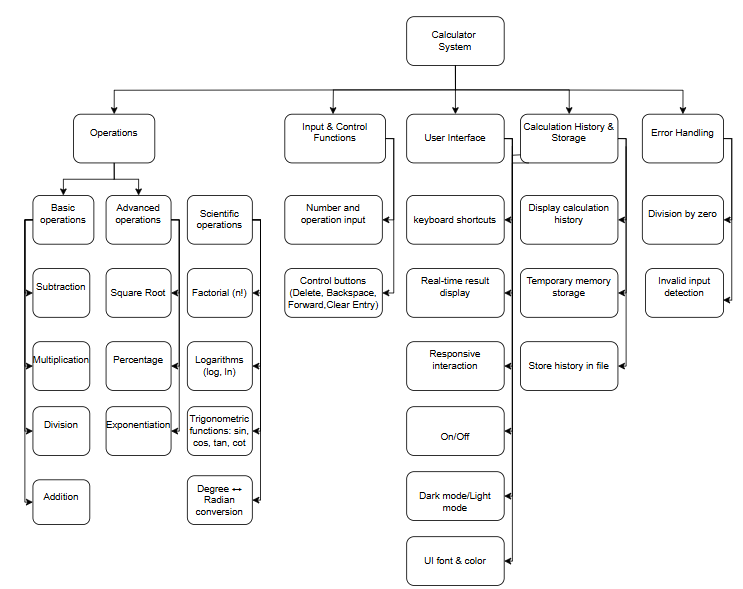 Calculator
System
Operations
Input & Control
Functions
User Interface
Calculation History &
Storage
Error Handling
Basic
operations
Advanced
operations
Scientific
operations
Number and
operation input
keyboard shortcuts
Display calculation
history
Division by zero
Subtraction
Square Root
Factorial (n!)
Control buttons
(Delete, Backspace,
Forward,Clear Entry)
Real-time result
display
Temporary memory
storage
Invalid input
detection
Multiplication
Percentage
Logarithms
(log, ln)
Responsive
interaction
Store history in file
Division
Exponentiation
Trigonometric
functions: sin,
cos, tan, cot
On/Off
Addition
Degree ↔
Radian
conversion
Dark mode/Light
mode
UI font & color